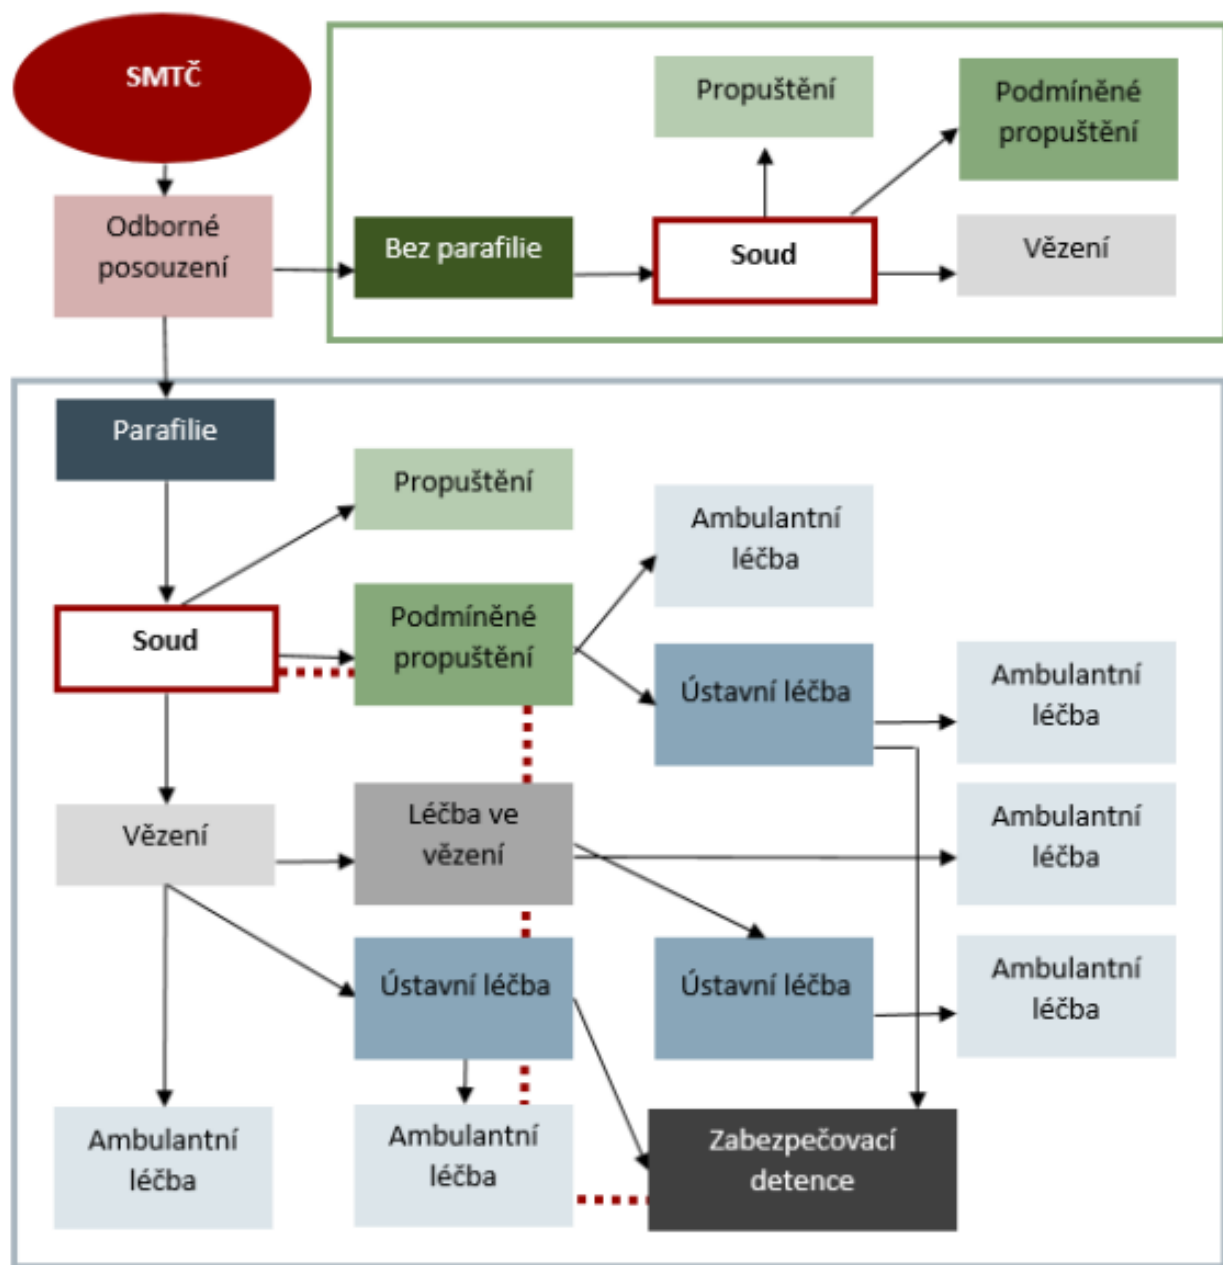 SMTČ
Propuštění
Podmíněné
propuštění
Odborné
posouzení
Bez parafilie
Soud
Vězení
Parafilie
Propuštění
Ambulantní
léčba
Soud
Podmíněné
propuštění
Ústavní léčba
Ambulantní
léčba
Vězení
Léčba ve
vězení
Ambulantní
léčba
Ústavní léčba
Ústavní léčba
Ambulantní
léčba
Ambulantní
léčba
Ambulantní
léčba
Zabezpečovací
detence